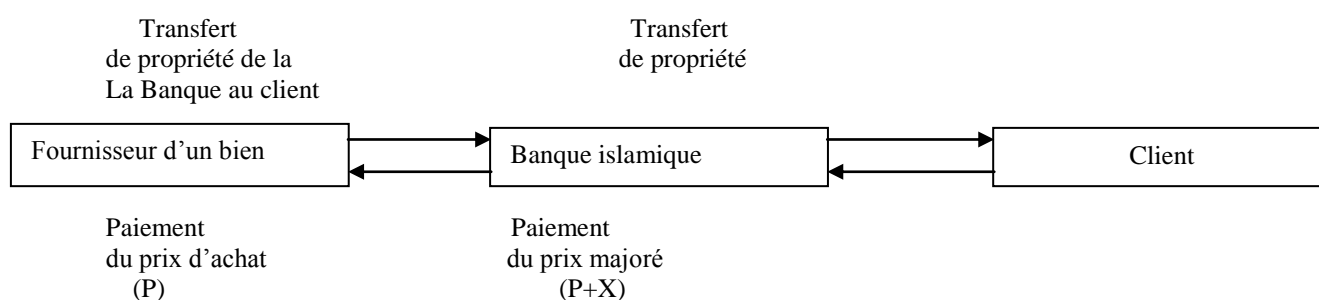 Transfert
de propriété de la
La Banque au client
Transfert
de propriété
Fournisseur d’un bien
Banque islamique
Client
Paiement
du prix d’achat
(P)
Paiement
du prix majoré
(P+X)